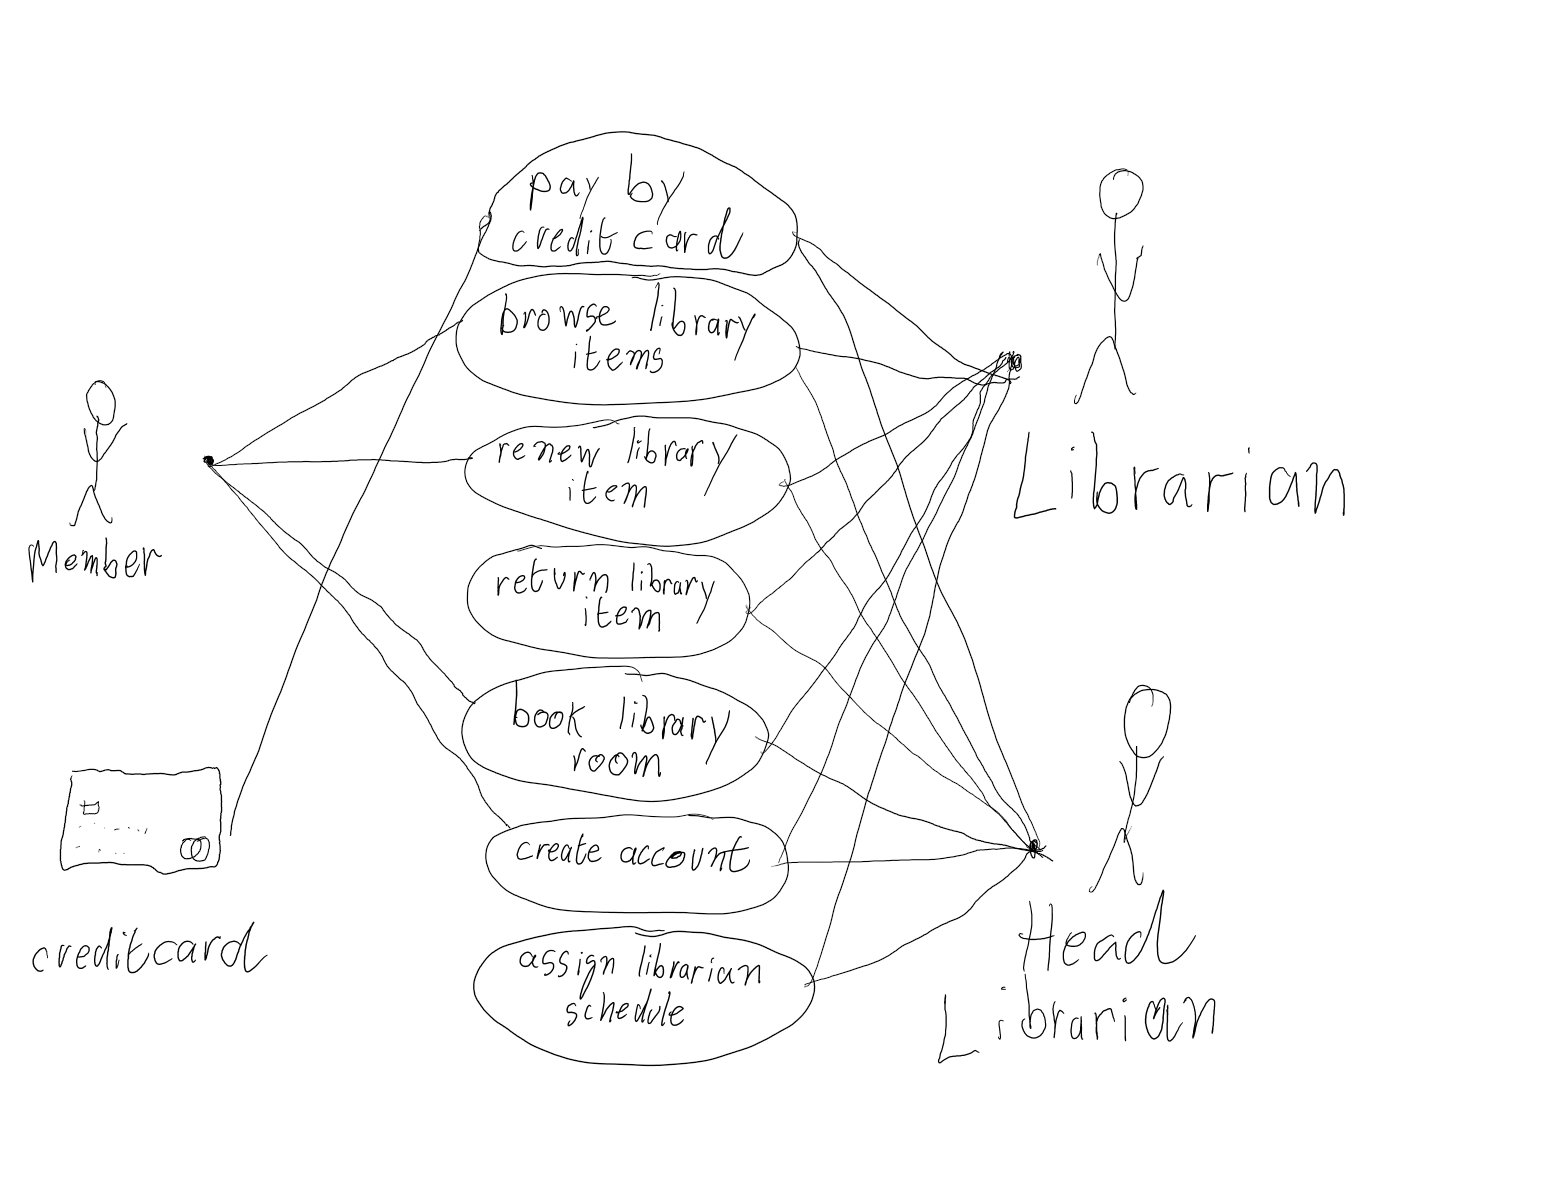 pay by
credit card
browse library
items
renew library
item
return library
item
book library
room
create account
assign librarian
schedule
Member
creditcard
Librarian
Head
Librarian